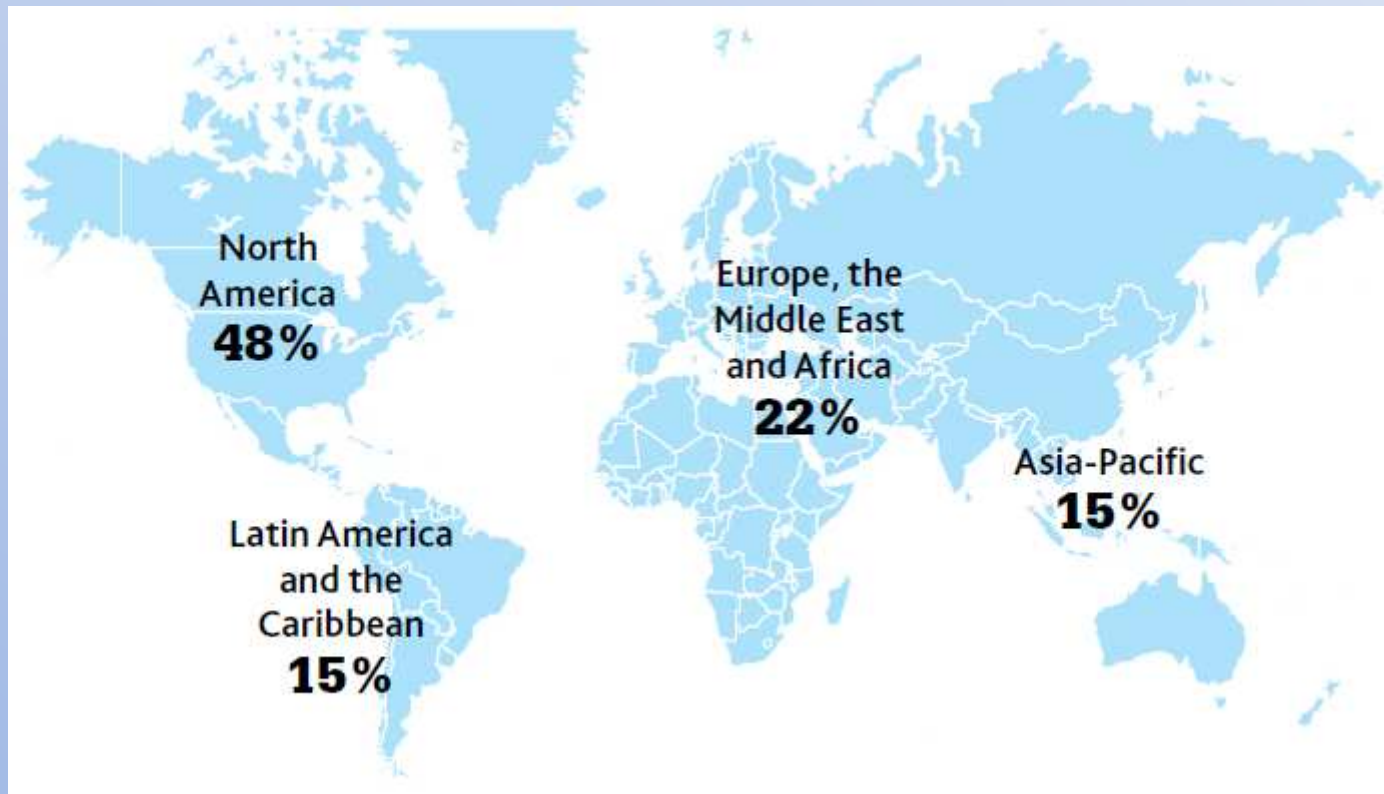 North
America
48%
Europe, the
Middle East
and Africa
22%
Asia-Pacific
15%
Latin America
and the
Caribbean
15%